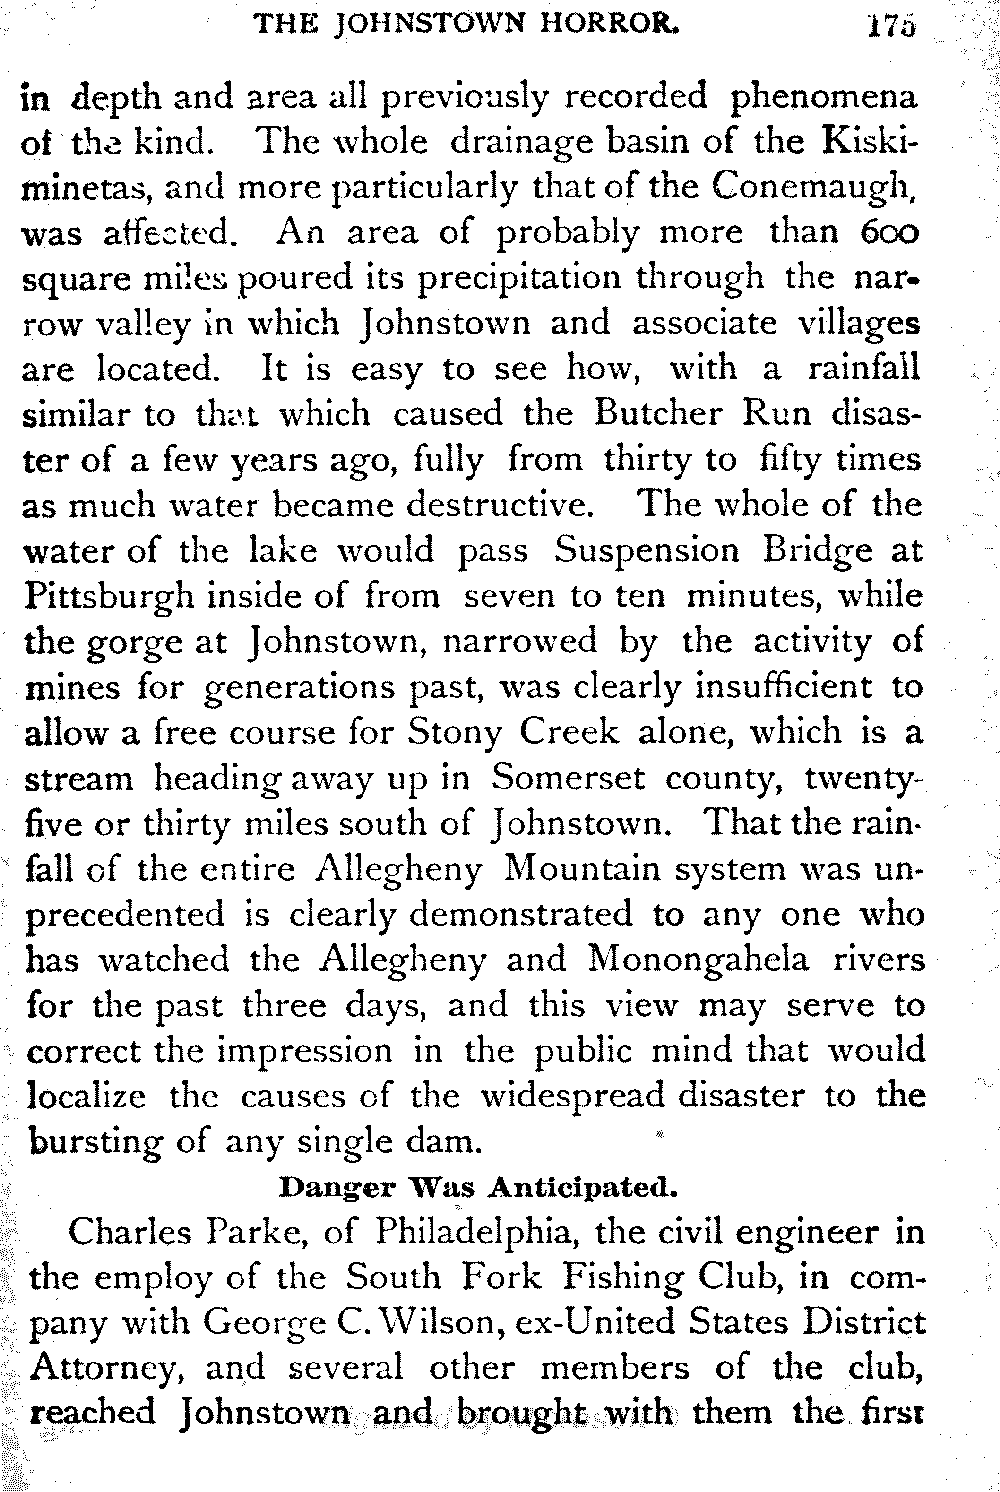 THE JOHNSTOWN HORROR. 175
in depth and area all previously recorded phenomena
of the kind. The whole drainage basin of the Kiski-
minetas, and more particularly that of the Conemaugh,
was affected. An area of probably more than 600
square miles poured its precipitation through the nar-
row valley in which Johnstown and associate villages
are located. It is easy to see how, with a rainfall
similar to that which caused the Butcher Run disas-
ter of a few years ago, fully from thirty to fifty times
as much water became destructive. The whole of the
water of the lake would pass Suspension Bridge at
Pittsburgh inside of from seven to ten minutes, while
the gorge at Johnstown, narrowed by the activity of
mines for generations past, was clearly insufficient to
allow a free course for Stony Creek alone, which is a
stream heading away up in Somerset county, twenty-
five or thirty miles south of Johnstown. That the rain-
fall of the entire Allegheny Mountain system was un-
precedented is clearly demonstrated to any one who
has watched the Allegheny and Monongahela rivers
for the past three days, and this view may serve to
correct the impression in the public mind that would
localize the causes of the widespread disaster to the
bursting of any single dam.
Danger Was Anticipated.
Charles Parke, of Philadelphia, the civil engineer in
the employ of the South Fork Fishing Club, in com-
pany with George C. Wilson, ex-United States District
Attorney, and several other members of the club,
reached Johnstown and brought with them the first